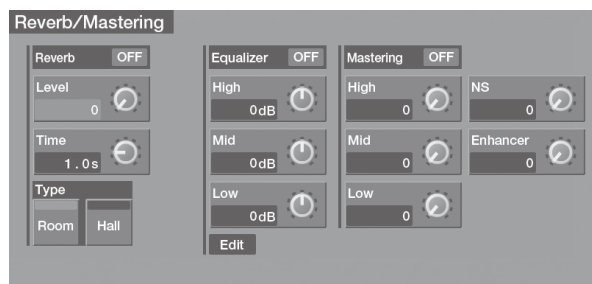 Reverb/Mastering
Reverb OFF
Level
0
Time
1.0s
Type
Room Hall
Equalizer OFF
High
0dB
Mid
0dB
Low
0dB
Edit
Mastering OFF
High
0
Mid
0
Low
0
NS
0
Enhancer
0